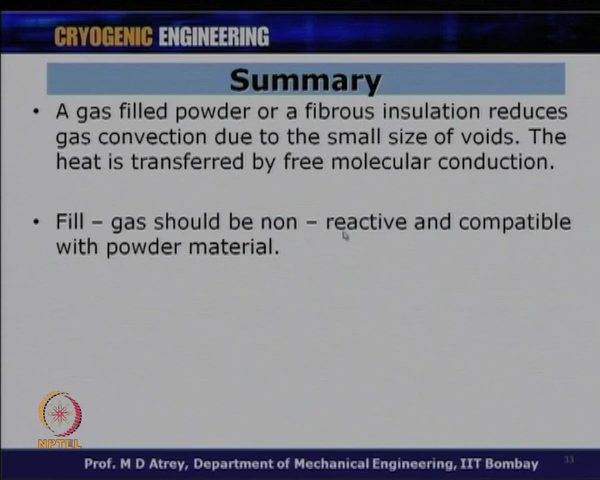 CRYOGENIC ENGINEERING
Summary
• A gas filled powder or a fibrous insulation reduces
gas convection due to the small size of voids. The
heat is transferred by free molecular conduction.
• Fill – gas should be non – reactive and compatible
with powder material.
NPTEL
Prof. M D Atrey, Department of Mechanical Engineering, IIT Bombay
33